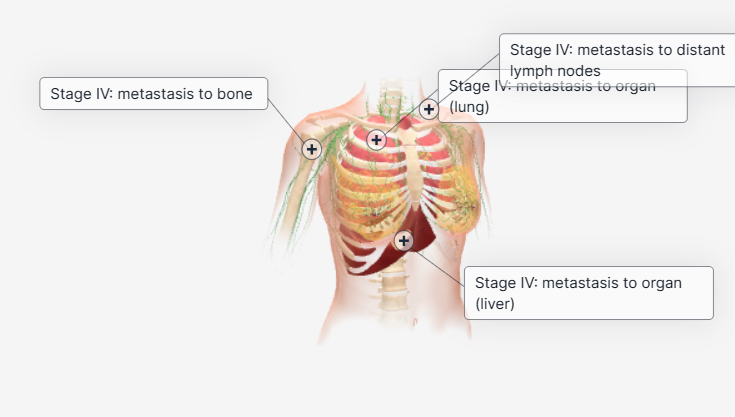 Stage IV: metastasis to distant
lymph nodes
Stage IV: metastasis to organ
(lung)
Stage IV: metastasis to bone
Stage IV: metastasis to organ
(liver)